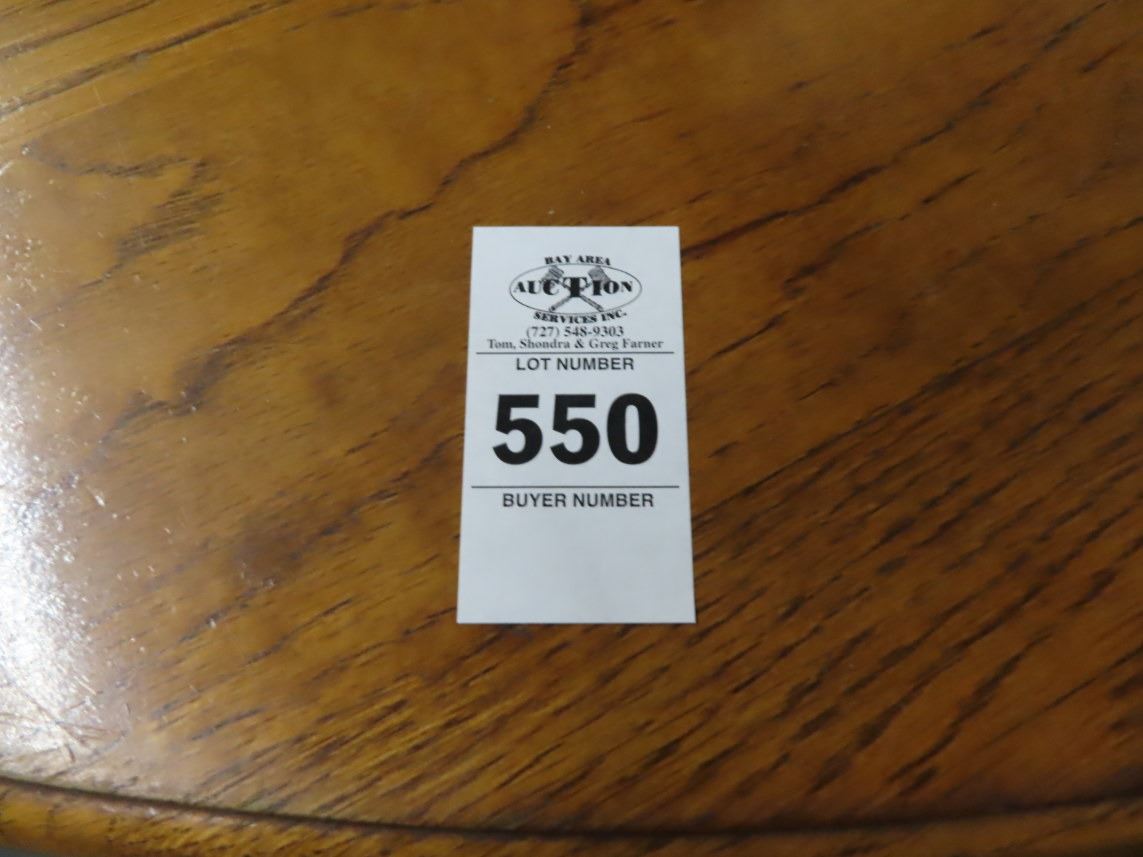 BAY AREA
AUCTION
SERVICES INC.
(727) 548-9303
Tom, Shondra & Greg Farner
LOT NUMBER
550
BUYER NUMBER